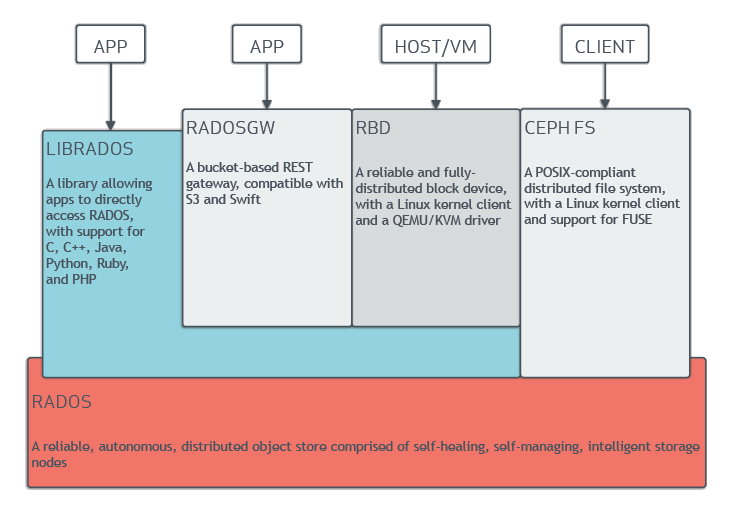 APP
APP
HOST/VM
CLIENT
LIBRADOS
A library allowing
apps to directly
access RADOS,
with support for
C, C++, Java,
Python, Ruby,
and PHP
RADOSGW
A bucket-based REST
gateway, compatible with
S3 and Swift
RBD
A reliable and fully-
distributed block device,
with a Linux kernel client
and a QEMU/KVM driver
CEPH FS
A POSIX-compliant
distributed file system,
with a Linux kernel client
and support for FUSE
RADOS
A reliable, autonomous, distributed object store comprised of self-healing, self-managing, intelligent storage
nodes